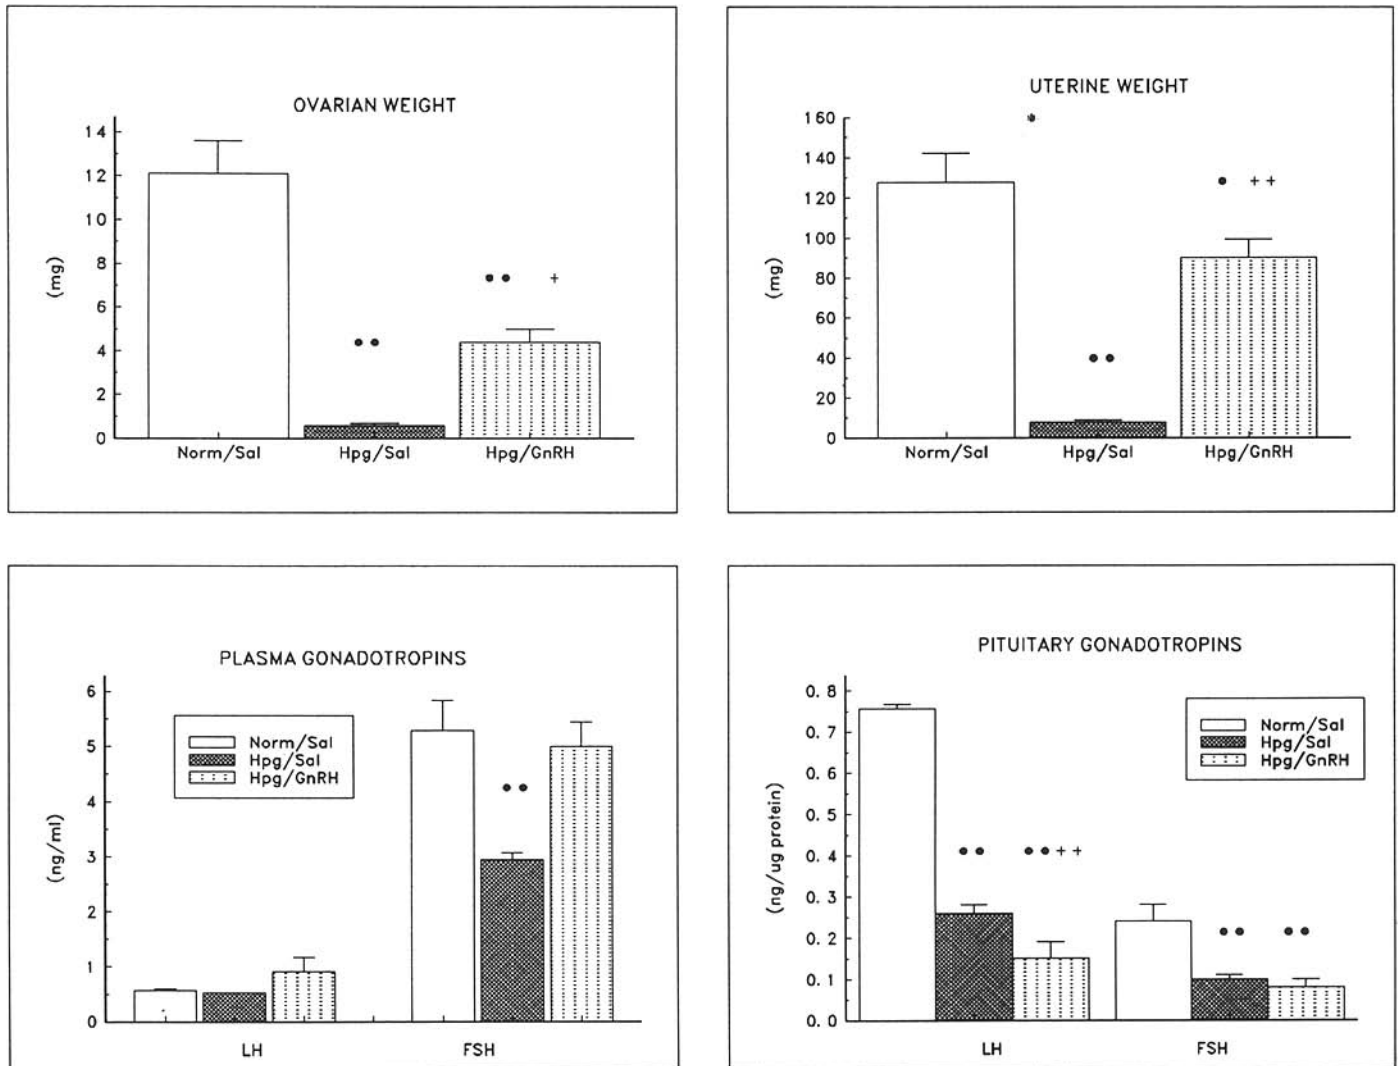 OVARIAN WEIGHT
14
12
10
8
6
4
2
0
(mg)
●●
●● +
Norm/Sal Hpg/Sal Hpg/GnRH
UTERINE WEIGHT
160
140
120
100
80
60
40
20
0
(mg)
*
●●
● ++
Norm/Sal Hpg/Sal Hpg/GnRH
PLASMA GONADOTROPINS
6
5
4
3
2
1
0
(ng/ml)
Norm/Sal
Hpg/Sal
Hpg/GnRH
●●
LH FSH
PITUITARY GONADOTROPINS
0.8
0.7
0.6
0.5
0.4
0.3
0.2
0.1
0.0
(ng/ug protein)
Norm/Sal
Hpg/Sal
Hpg/GnRH
●● ●●++
●● ●●
LH FSH